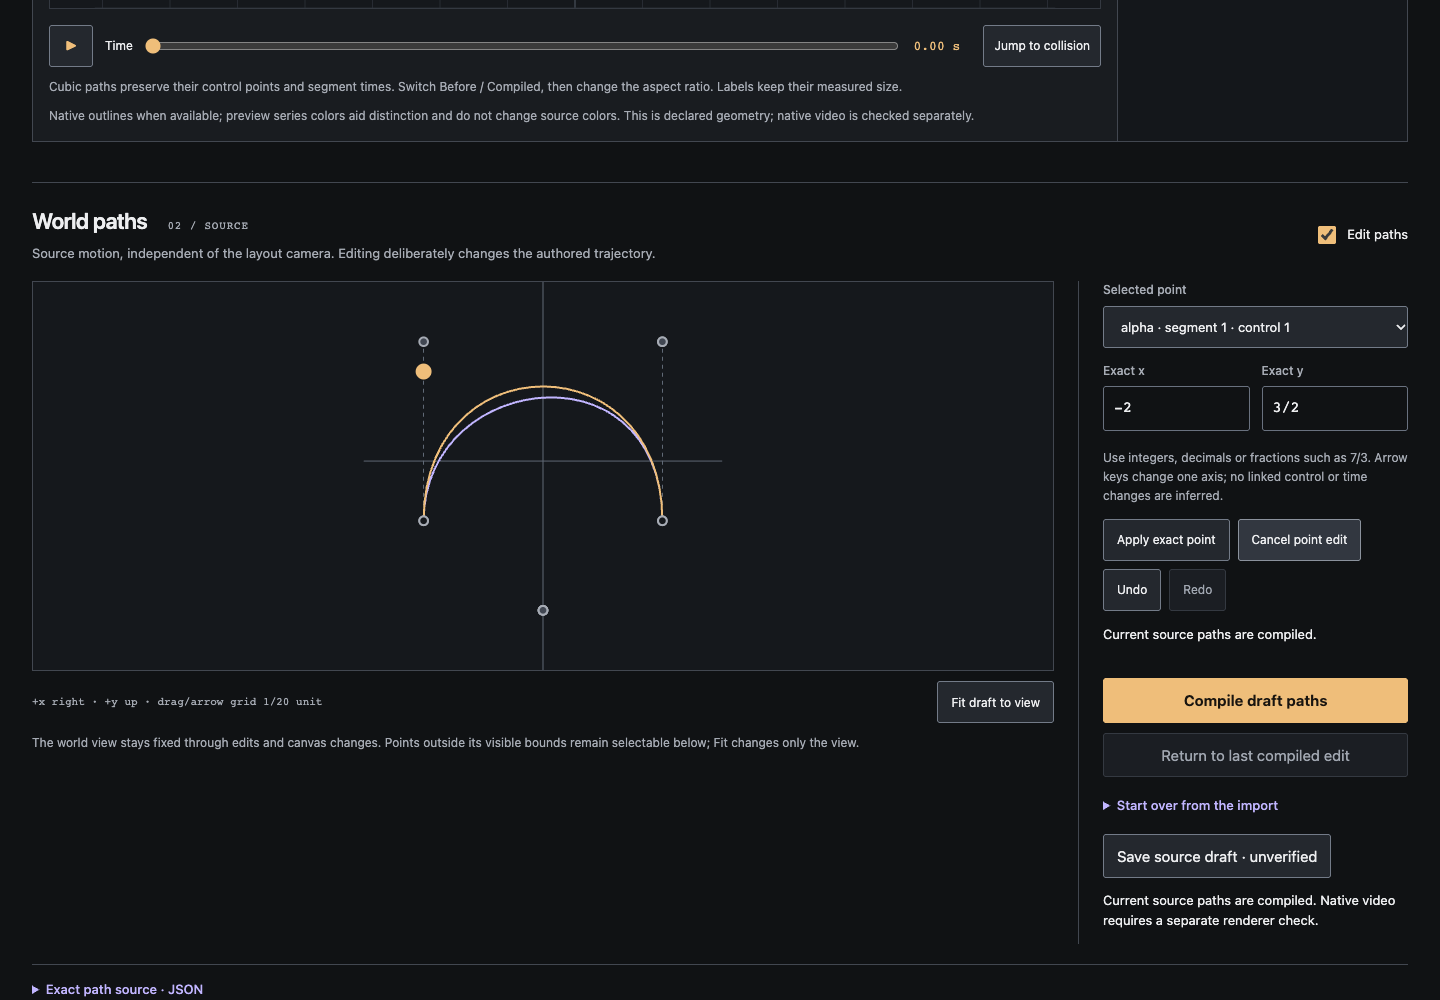 Time
0.00 s
Jump to collision
Cubic paths preserve their control points and segment times. Switch Before / Compiled, then change the aspect ratio. Labels keep their measured size.
Native outlines when available; preview series colors aid distinction and do not change source colors. This is declared geometry; native video is checked separately.
World paths
02 / SOURCE
Source motion, independent of the layout camera. Editing deliberately changes the authored trajectory.
Edit paths
Selected point
alpha · segment 1 · control 1
Exact x
Exact y
−2
3/2
Use integers, decimals or fractions such as 7/3. Arrow
keys change one axis; no linked control or time
changes are inferred.
Apply exact point
Cancel point edit
Undo
Redo
Current source paths are compiled.
+x right · +y up · drag/arrow grid 1/20 unit
Fit draft to view
The world view stays fixed through edits and canvas changes. Points outside its visible bounds remain selectable below; Fit changes only the view.
Compile draft paths
Return to last compiled edit
Start over from the import
Save source draft · unverified
Current source paths are compiled. Native video
requires a separate renderer check.
Exact path source · JSON